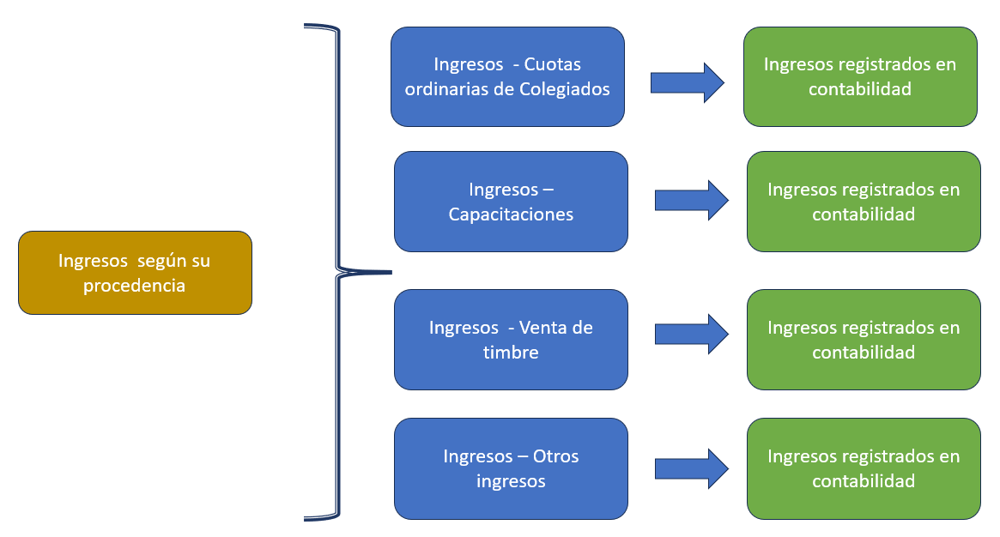 Ingresos según su
procedencia
Ingresos - Cuotas
ordinarias de Colegiados
Ingresos registrados en
contabilidad
Ingresos –
Capacitaciones
Ingresos registrados en
contabilidad
Ingresos - Venta de
timbre
Ingresos registrados en
contabilidad
Ingresos – Otros
ingresos
Ingresos registrados en
contabilidad